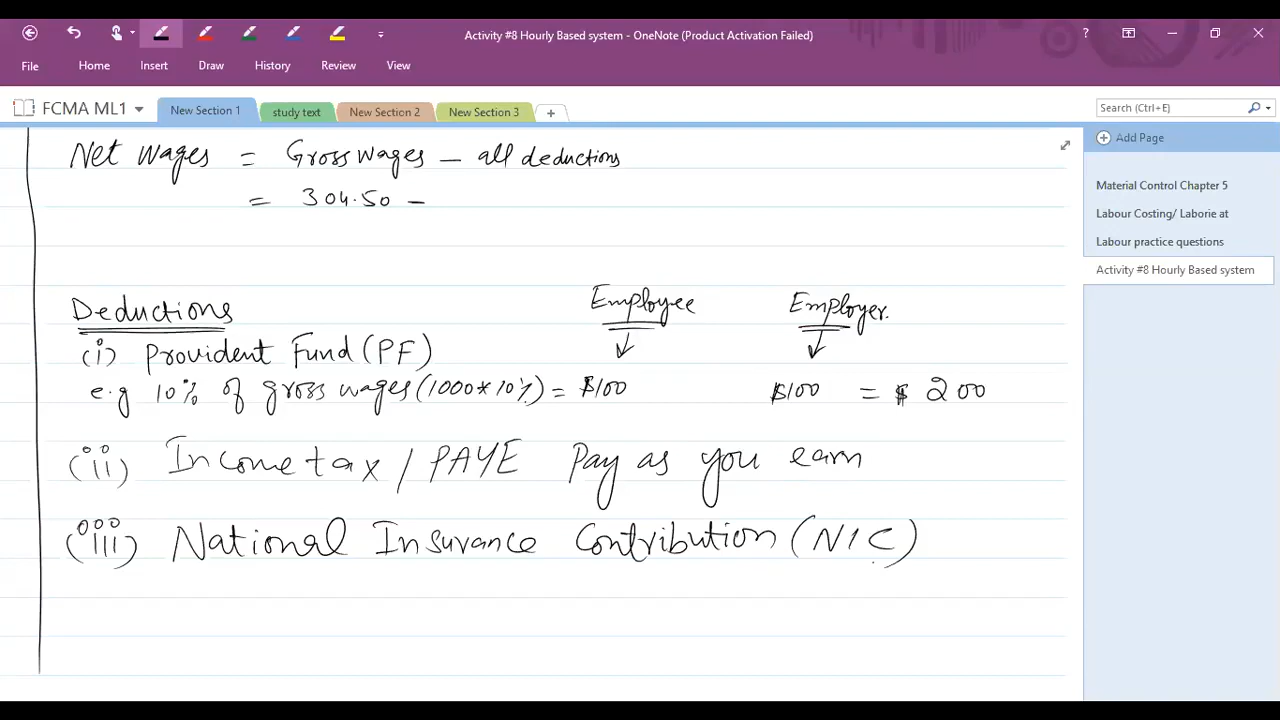 Activity #8 Hourly Based system - OneNote (Product Activation Failed)
?
File Home Insert Draw History Review View
FCMA ML1 New Section 1 study text New Section 2 New Section 3 +
Search (Ctrl+E)
Net wages = Gross wages - all deductions
= 304.50 -
Deductions Employee Employer.
(i) Provident Fund (PF)
e.g 10% of gross wages (1000*10%) = $100 $100 = $ 200
(ii) Income tax / PAYE Pay as you earn
(iii) National Insurance Contribution (NIC)
Add Page
Material Control Chapter 5
Labour Costing/ Laborie at
Labour practice questions
Activity #8 Hourly Based system